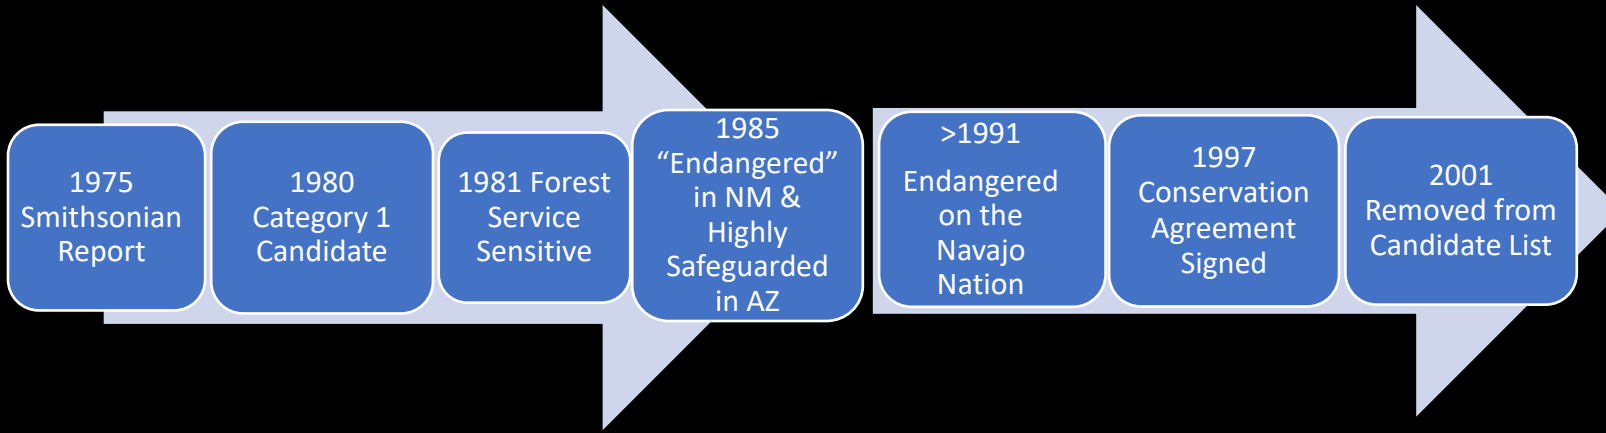 1975
Smithsonian
Report
1980
Category 1
Candidate
1981 Forest
Service
Sensitive
1985
“Endangered”
in NM &
Highly
Safeguarded
in AZ
>1991
Endangered
on the
Navajo
Nation
1997
Conservation
Agreement
Signed
2001
Removed from
Candidate List